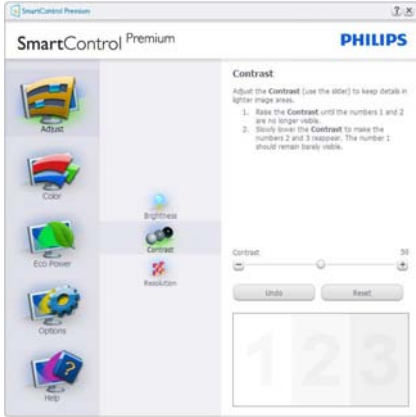 SmartControl Premium
SmartControl Premium
PHILIPS
Adjust
Color
Eco Power
Options
Help
Brightness
Contrast
Resolution
Contrast
Adjust the Contrast (use the slider) to keep details in
lighter image areas.
1. Raise the Contrast until the numbers 1 and 2
are no longer visible.
2. Slowly lower the Contrast to make the
numbers 2 and 3 reappear. The number 1
should remain barely visible.
Contrast
50
Undo
Reset
1 2 3